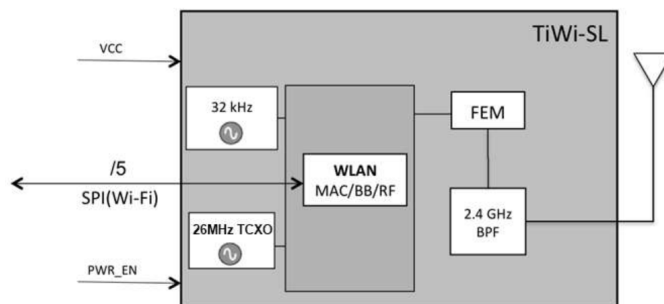 TiWi-SL
VCC
32 kHz
FEM
/5
WLAN
MAC/BB/RF
SPI(Wi-Fi)
2.4 GHz
BPF
26MHz TCXO
PWR_EN